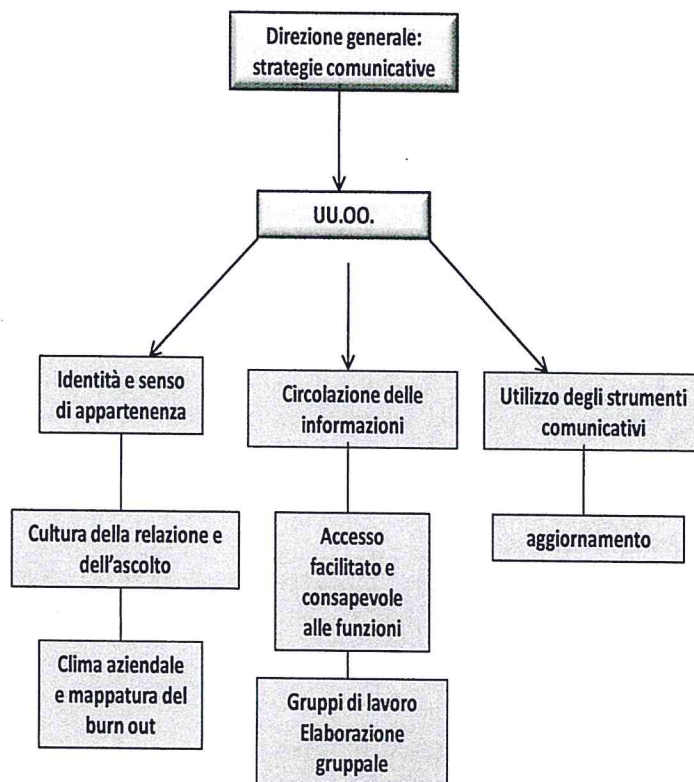 Direzione generale:
strategie comunicative
UU.OO.
Identità e senso
di appartenenza
Circolazione delle
informazioni
Utilizzo degli strumenti
comunicativi
Cultura della relazione e
dell'ascolto
Accesso
facilitato e
consapevole
alle funzioni
aggiornamento
Clima aziendale
e mappatura del
burn out
Gruppi di lavoro
Elaborazione
gruppale